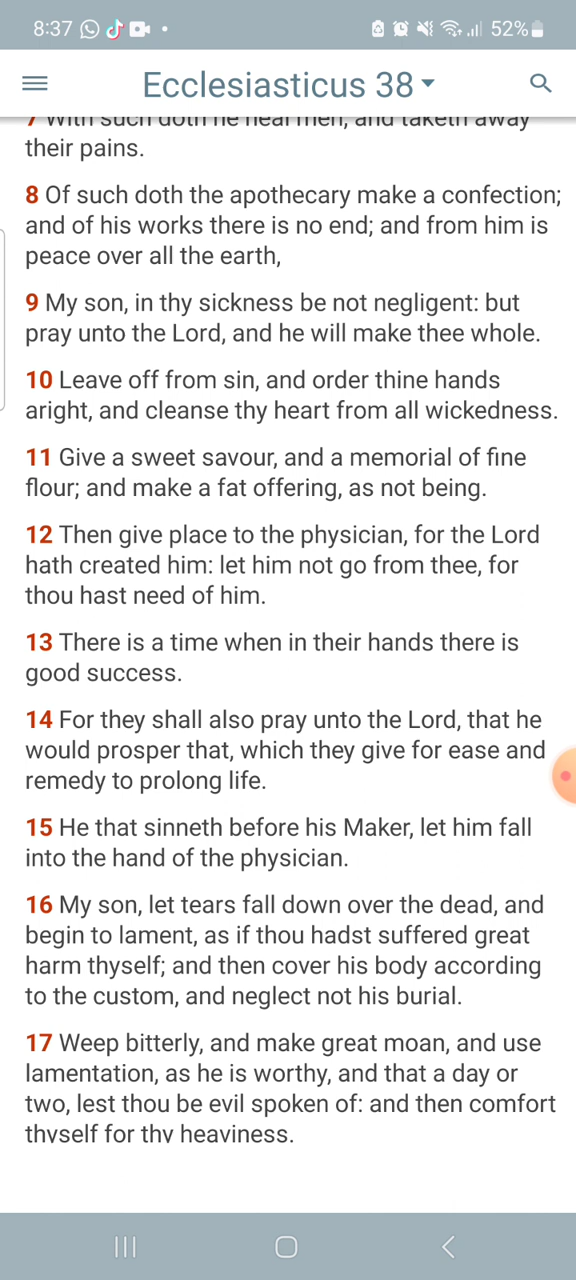 8:37 52%
Ecclesiasticus 38
7 With such doth he heal men, and taketh away
their pains.
8 Of such doth the apothecary make a confection;
and of his works there is no end; and from him is
peace over all the earth,
9 My son, in thy sickness be not negligent: but
pray unto the Lord, and he will make thee whole.
10 Leave off from sin, and order thine hands
aright, and cleanse thy heart from all wickedness.
11 Give a sweet savour, and a memorial of fine
flour; and make a fat offering, as not being.
12 Then give place to the physician, for the Lord
hath created him: let him not go from thee, for
thou hast need of him.
13 There is a time when in their hands there is
good success.
14 For they shall also pray unto the Lord, that he
would prosper that, which they give for ease and
remedy to prolong life.
15 He that sinneth before his Maker, let him fall
into the hand of the physician.
16 My son, let tears fall down over the dead, and
begin to lament, as if thou hadst suffered great
harm thyself; and then cover his body according
to the custom, and neglect not his burial.
17 Weep bitterly, and make great moan, and use
lamentation, as he is worthy, and that a day or
two, lest thou be evil spoken of: and then comfort
thyself for thy heaviness.